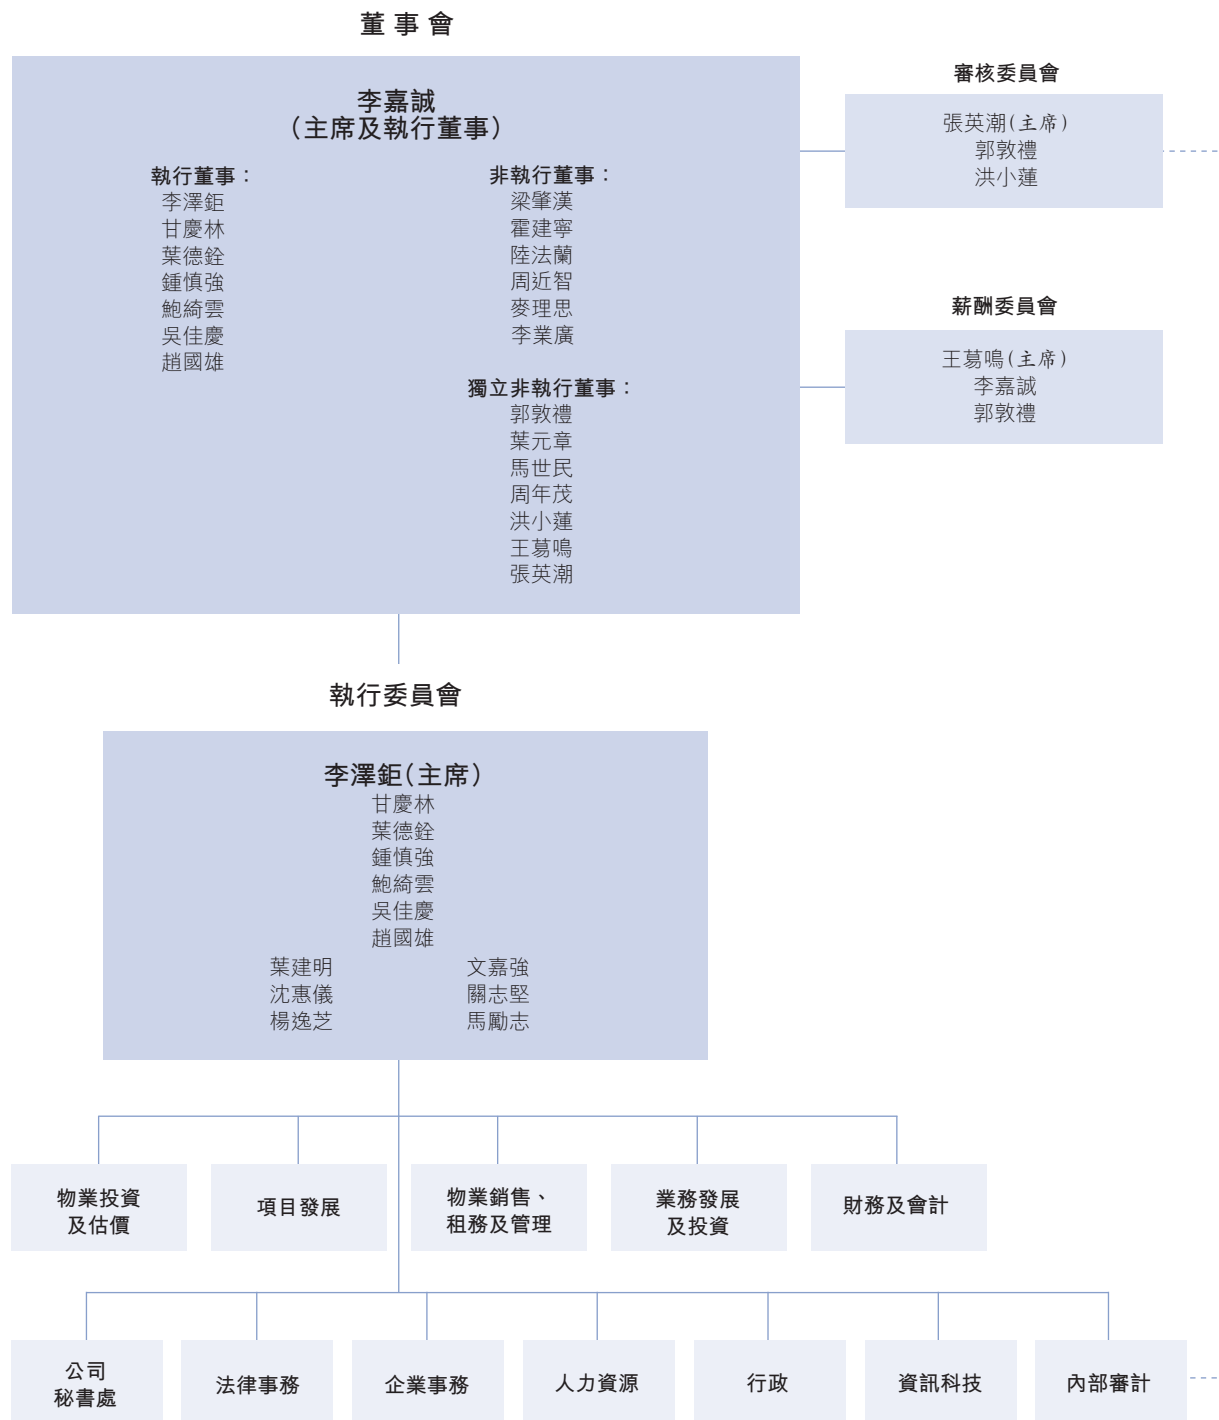 董事會
李嘉誠
（主席及執行董事）
執行董事：
李澤鉅
甘慶林
葉德銓
鍾慎強
鮑綺雲
吳佳慶
趙國雄
非執行董事：
梁肇漢
霍建寧
陸法蘭
周近智
麥理思
李業廣
獨立非執行董事：
郭敦禮
葉元章
馬世民
周年茂
洪小蓮
王䓪鳴
張英潮
審核委員會
張英潮(主席)
郭敦禮
洪小蓮
薪酬委員會
王䓪鳴(主席)
李嘉誠
郭敦禮
執行委員會
李澤鉅(主席)
甘慶林
葉德銓
鍾慎強
鮑綺雲
吳佳慶
趙國雄
葉建明
沈惠儀
楊逸芝
文嘉強
關志堅
馬勵志
物業投資
及估價
項目發展
物業銷售、
租務及管理
業務發展
及投資
財務及會計
公司
秘書處
法律事務
企業事務
人力資源
行政
資訊科技
內部審計